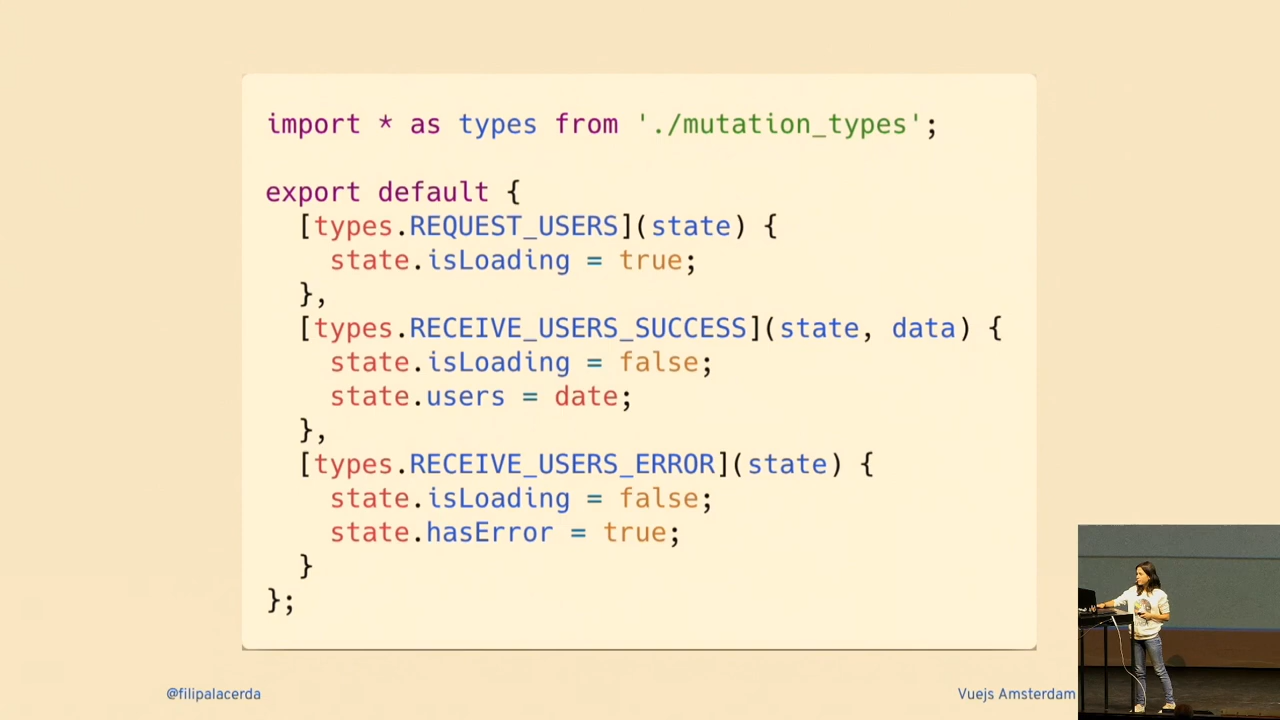 import * as types from './mutation_types';
export default {
[types.REQUEST_USERS](state) {
state.isLoading = true;
},
[types.RECEIVE_USERS_SUCCESS](state, data) {
state.isLoading = false;
state.users = date;
},
[types.RECEIVE_USERS_ERROR](state) {
state.isLoading = false;
state.hasError = true;
}
};
@filipalacerda
Vuejs Amsterdam